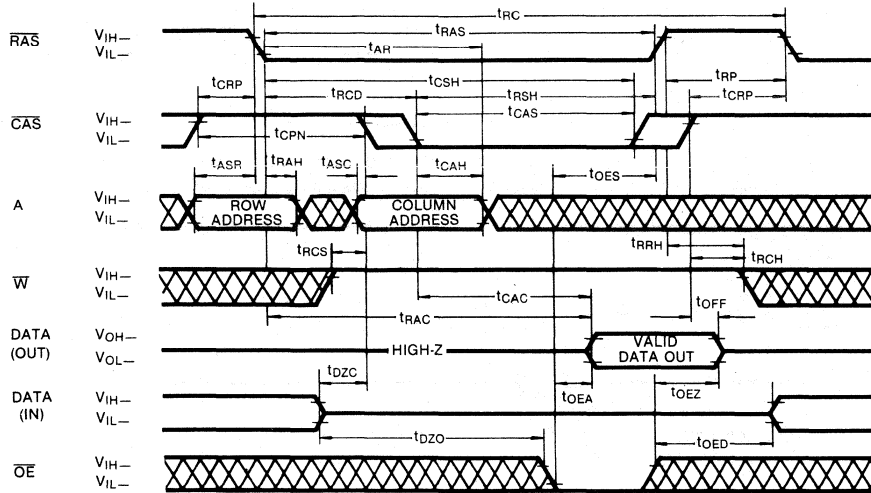 tRC
RAS VIH VIL
tRAS
tAR
tCSH
tRP
tCRP tRCD tRSH tCRP
CAS VIH VIL
tCPN tCAS
tASR tRAH tASC tCAH tOES
A VIH VIL
ROW ADDRESS
COLUMN ADDRESS
tRCS tRRH
tRCH
W VIH VIL
tCAC tOFF
tRAC
DATA (OUT) VOH VOL
HIGH-Z
VALID DATA OUT
tDZC tOEA tOEZ
DATA (IN) VIH VIL
tDZO tOED
OE VIH VIL